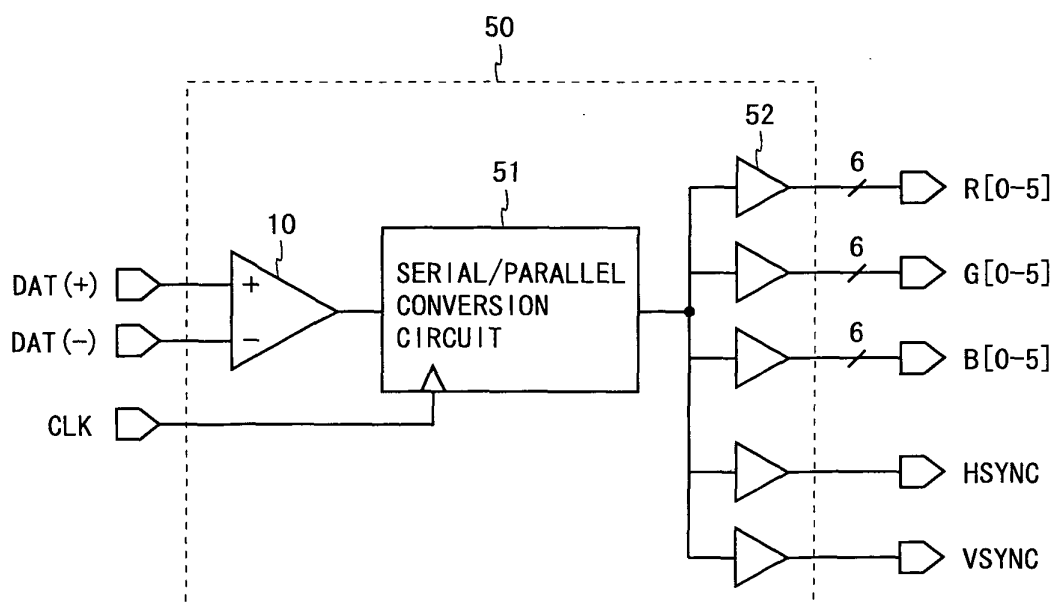 50
52
6
R[0-5]
51
10
6
G[0-5]
DAT(+)
+
SERIAL/PARALLEL
CONVERSION
CIRCUIT
DAT(-)
-
6
B[0-5]
CLK
HSYNC
VSYNC